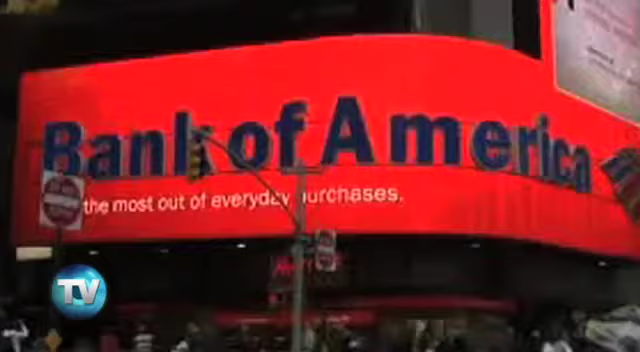 Bank of America
the most out of everyday purchases.
TV